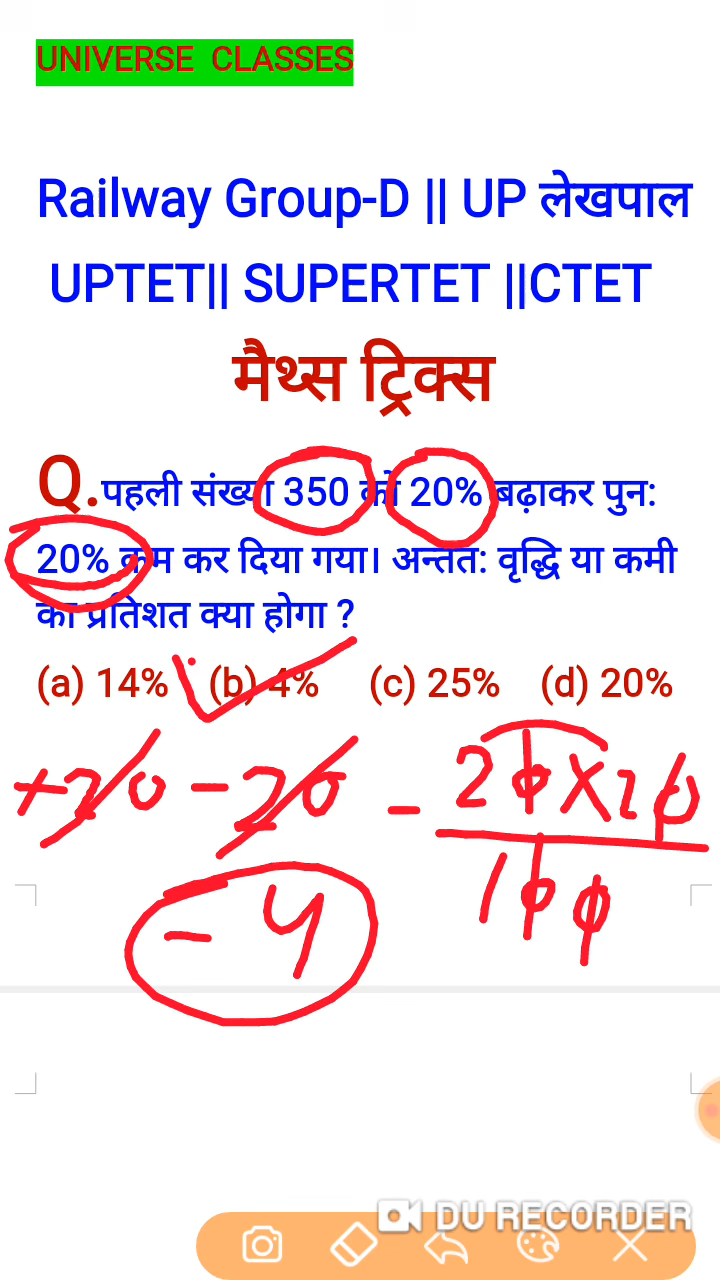 UNIVERSE CLASSES
Railway Group-D || UP लेखपाल
UPTET|| SUPERTET ||CTET
मैथ्स ट्रिक्स
Q.पहली संख्या 350 को 20% बढ़ाकर पुन:
20% कम कर दिया गया। अन्तत: वृद्धि या कमी
का प्रतिशत क्या होगा ?
(a) 14% (b) 4% (c) 25% (d) 20%
+20 - 20 - 20 X 20
100
- 4
DU RECORDER